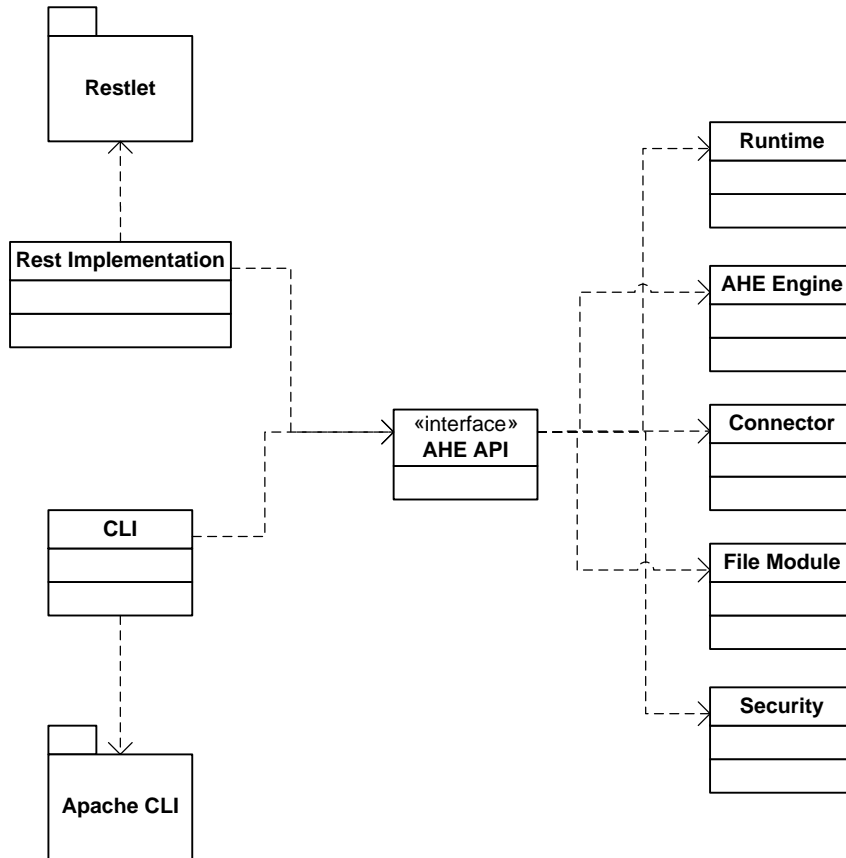 Restlet
Rest Implementation
CLI
Apache CLI
«interface»
AHE API
Runtime
AHE Engine
Connector
File Module
Security